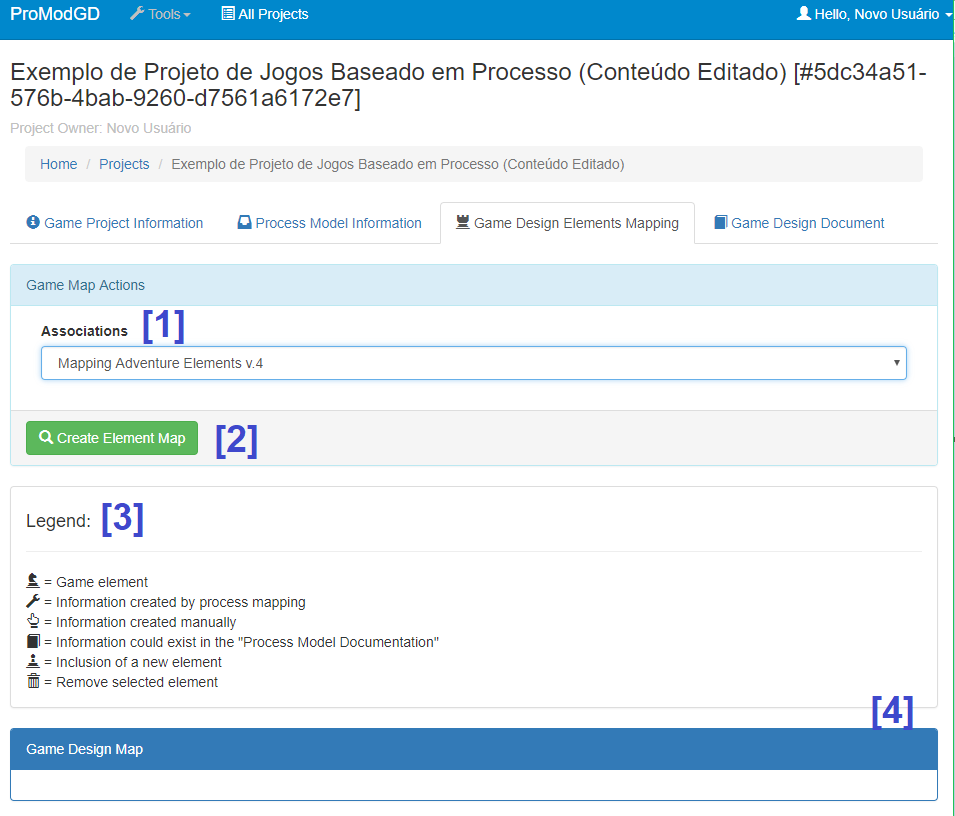 ProModGD Tools All Projects Hello, Novo Usuário
Exemplo de Projeto de Jogos Baseado em Processo (Conteúdo Editado) [#5dc34a51-
576b-4bab-9260-d7561a6172e7]
Project Owner: Novo Usuário
Home / Projects / Exemplo de Projeto de Jogos Baseado em Processo (Conteúdo Editado)
Game Project Information Process Model Information Game Design Elements Mapping Game Design Document
Game Map Actions
Associations [1]
Mapping Adventure Elements v.4
Create Element Map [2]
Legend: [3]
= Game element
= Information created by process mapping
= Information created manually
= Information could exist in the "Process Model Documentation"
= Inclusion of a new element
= Remove selected element
[4]
Game Design Map